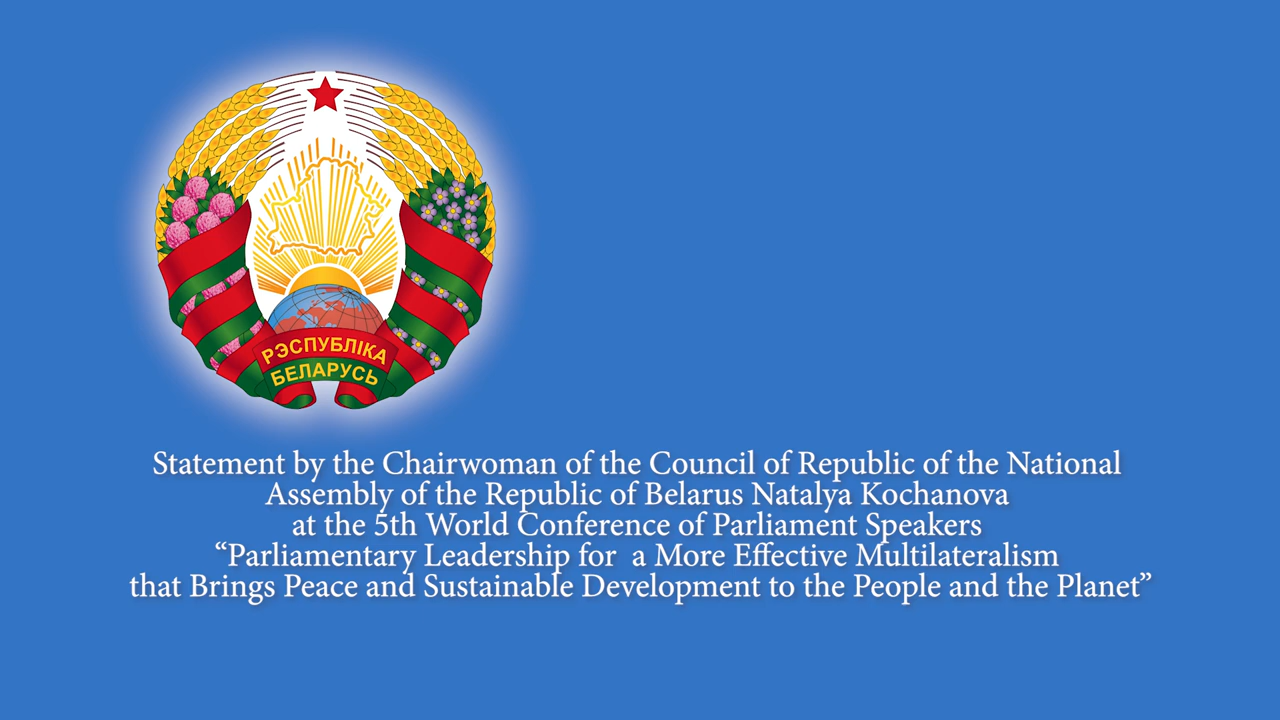 РЭСПУБЛІКА
БЕЛАРУСЬ
Statement by the Chairwoman of the Council of Republic of the National
Assembly of the Republic of Belarus Natalya Kochanova
at the 5th World Conference of Parliament Speakers
“Parliamentary Leadership for  a More Effective Multilateralism
that Brings Peace and Sustainable Development to the People and the Planet”